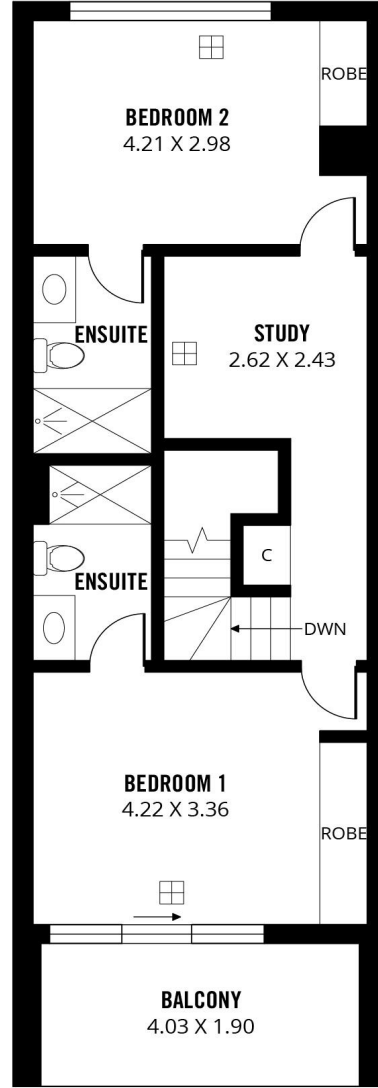 ROBE
BEDROOM 2
4.21 X 2.98
ENSUITE
STUDY
2.62 X 2.43
C
ENSUITE
DWN
BEDROOM 1
4.22 X 3.36
ROBE
BALCONY
4.03 X 1.90